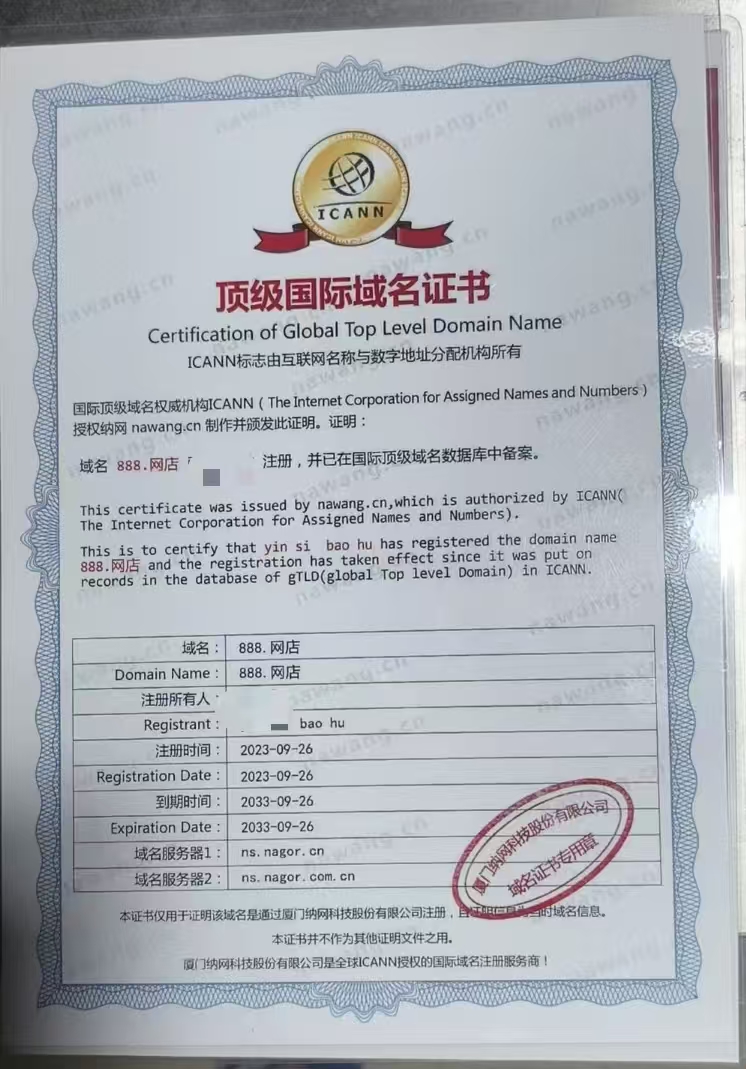 ICANN
顶级国际域名证书
Certification of Global Top Level Domain Name
ICANN标志由互联网名称与数字地址分配机构所有
国际顶级域名权威机构ICANN ( The Internet Corporation for Assigned Names and Numbers )
授权纳网 nawang.cn 制作并颁发此证明。证明：
域名 888.网店 注册，并已在国际顶级域名数据库中备案。
This certificate was issued by nawang.cn,which is authorized by ICANN(
The Internet Corporation for Assigned Names and Numbers).
This is to certify that yin si bao hu has registered the domain name
888.网店 and the registration has taken effect since it was put on
records in the database of gTLD(global Top level Domain) in ICANN.
域名： 888.网店
Domain Name： 888.网店
注册所有人：
Registrant： bao hu
注册时间： 2023-09-26
Registration Date： 2023-09-26
到期时间： 2033-09-26
Expiration Date： 2033-09-26
域名服务器1： ns.nagor.cn
域名服务器2： ns.nagor.com.cn
厦门纳网科技股份有限公司
域名证书专用章
本证书仅用于证明该域名是通过厦门纳网科技股份有限公司注册，且时域名信息。
本证书并不作为其他证明文件之用。
厦门纳网科技股份有限公司是全球ICANN授权的国际域名注册服务商！
nawang.cn